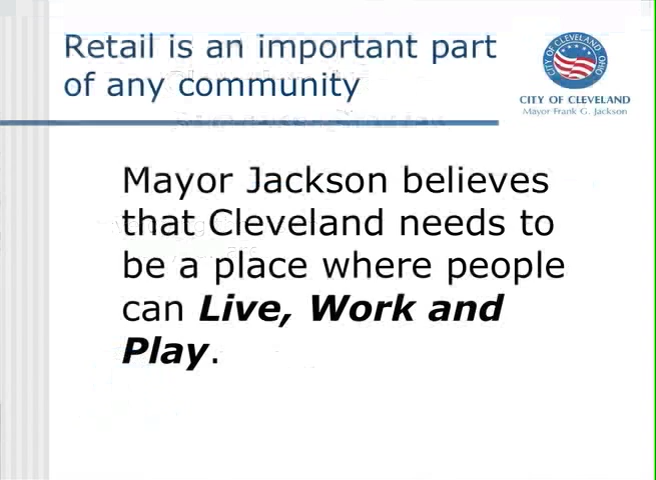 Retail is an important part
of any community
CITY OF CLEVELAND OHIO
CITY OF CLEVELAND
Mayor Frank G. Jackson
Mayor Jackson believes
that Cleveland needs to
be a place where people
can Live, Work and
Play.